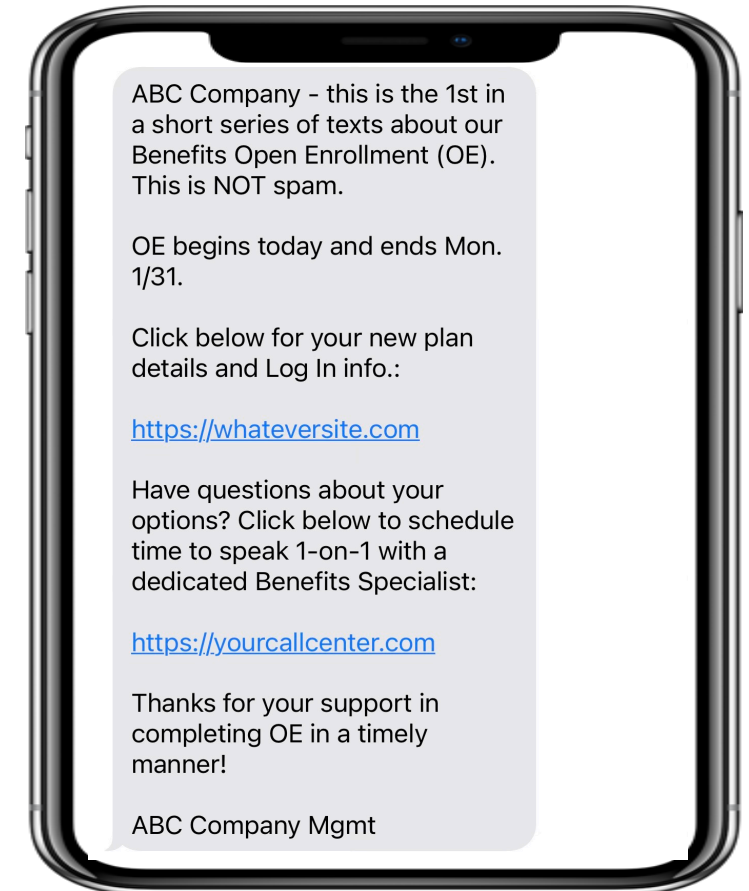 ABC Company - this is the 1st in
a short series of texts about our
Benefits Open Enrollment (OE).
This is NOT spam.
OE begins today and ends Mon.
1/31.
Click below for your new plan
details and Log In info.:
https://whateversite.com
Have questions about your
options? Click below to schedule
time to speak 1-on-1 with a
dedicated Benefits Specialist:
https://yourcallcenter.com
Thanks for your support in
completing OE in a timely
manner!
ABC Company Mgmt